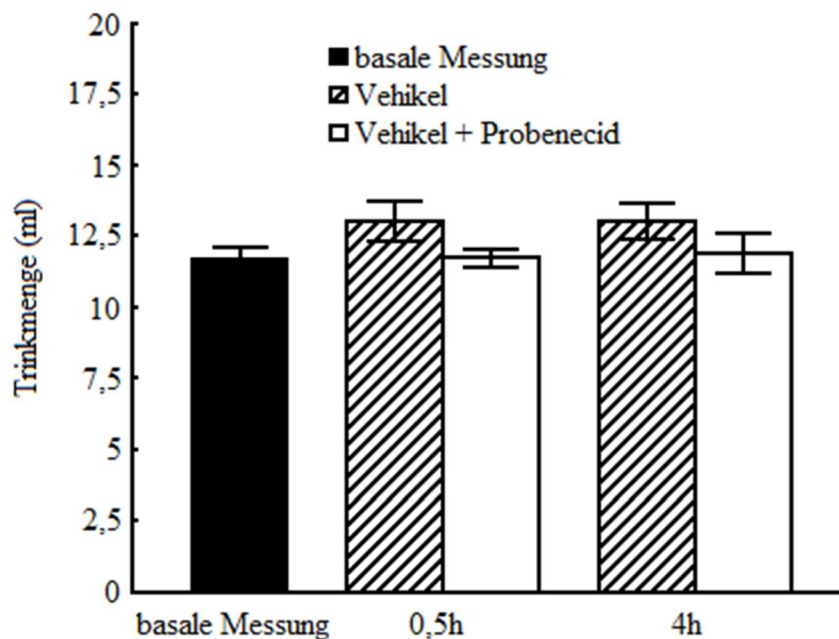 20
17,5
15
12,5
10
7,5
5
2,5
0
Trinkmenge (ml)
basale Messung
Vehikel
Vehikel + Probenecid
basale Messung
0,5h
4h